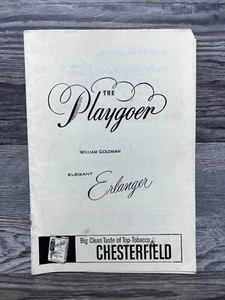 THE
Playgoer
WILLIAM GOLDMAN
ELEGANT
Erlanger
Big Clean Taste of Top-Tobacco
CHESTERFIELD